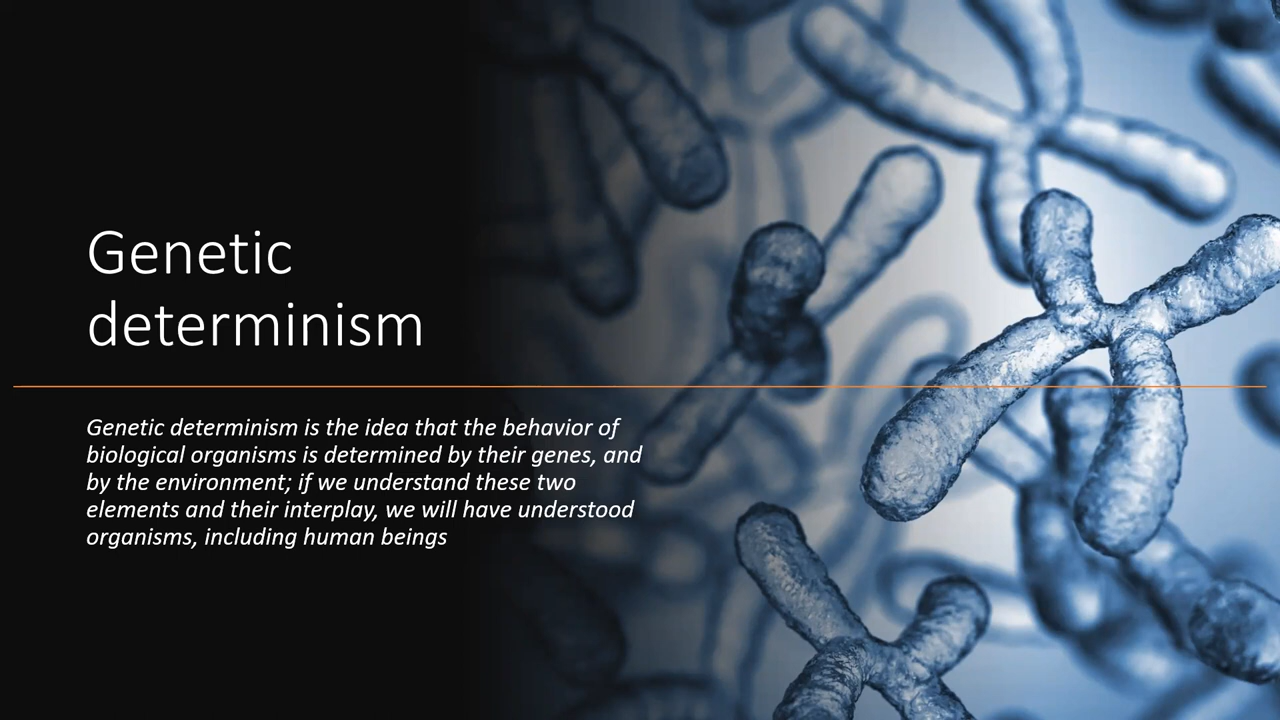 Genetic
determinism
Genetic determinism is the idea that the behavior of
biological organisms is determined by their genes, and
by the environment; if we understand these two
elements and their interplay, we will have understood
organisms, including human beings